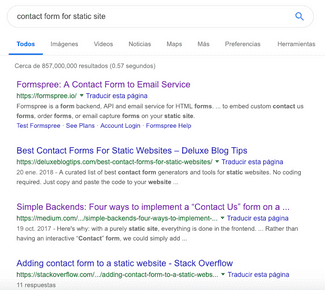 contact form for static site
Todos Imágenes Videos Noticias Maps Más Preferencias Herramientas
Cerca de 857,000,000 resultados (0.57 segundos)
Formspree: A Contact Form to Email Service
https://formspree.io/ Traducir esta página
Formspree is a form backend, API and email service for HTML forms. ... to embed custom contact us
forms, order forms, or email capture forms on your static site.
Test Formspree · See Plans · Account Login · Formspree Help
Best Contact Forms For Static Websites – Deluxe Blog Tips
https://deluxeblogtips.com/best-contact-forms-for-static-websites/ Traducir esta página
20 ene. 2018 - A curated list of best contact form generators and tools for static websites. No coding
required. Just copy and paste the code to your website ...
Simple Backends: Four ways to implement a “Contact Us” form on a ...
https://medium.com/.../simple-backends-four-ways-to-implement-... Traducir esta página
19 oct. 2017 - Here's why: with a purely static site, everything is done in the frontend. ... Rather than
having an interactive “Contact” form, we could simply add ...
Adding contact form to a static website - Stack Overflow
https://stackoverflow.com/.../adding-contact-form-to-a-static-webs... Traducir esta página
11 respuestas